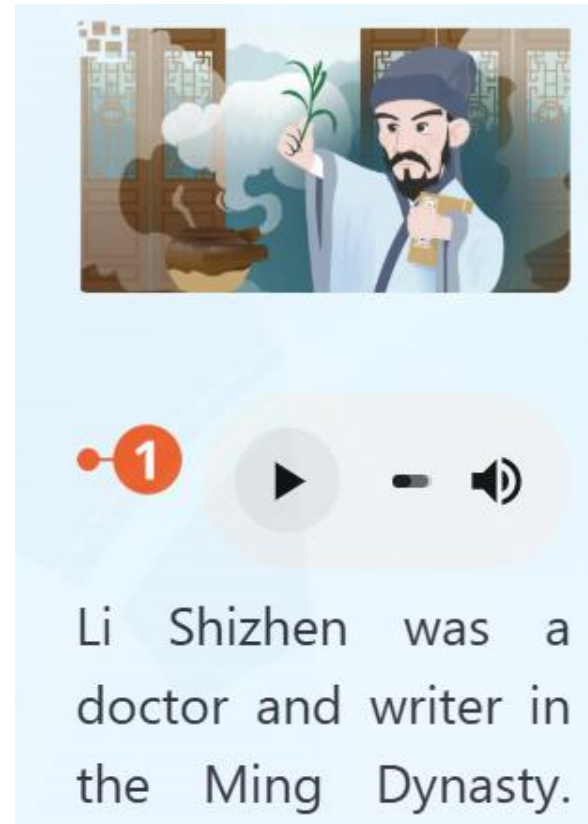 1
Li Shizhen was a
doctor and writer in
the Ming Dynasty.